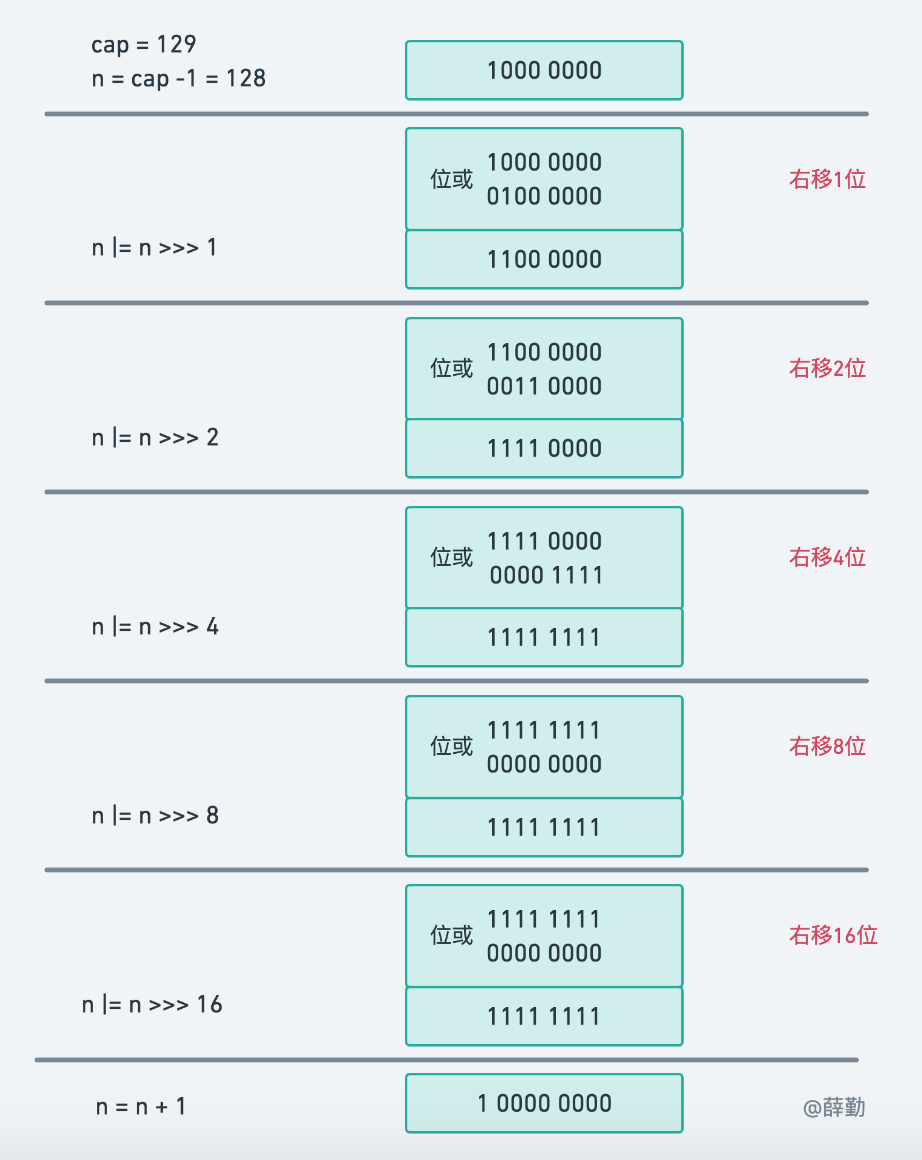 cap = 129
n = cap -1 = 128
1000 0000
位或 1000 0000
0100 0000
右移1位
n |= n >>> 1
1100 0000
位或 1100 0000
0011 0000
右移2位
n |= n >>> 2
1111 0000
位或 1111 0000
0000 1111
右移4位
n |= n >>> 4
1111 1111
位或 1111 1111
0000 0000
右移8位
n |= n >>> 8
1111 1111
位或 1111 1111
0000 0000
右移16位
n |= n >>> 16
1111 1111
n = n + 1
1 0000 0000
@薛勤